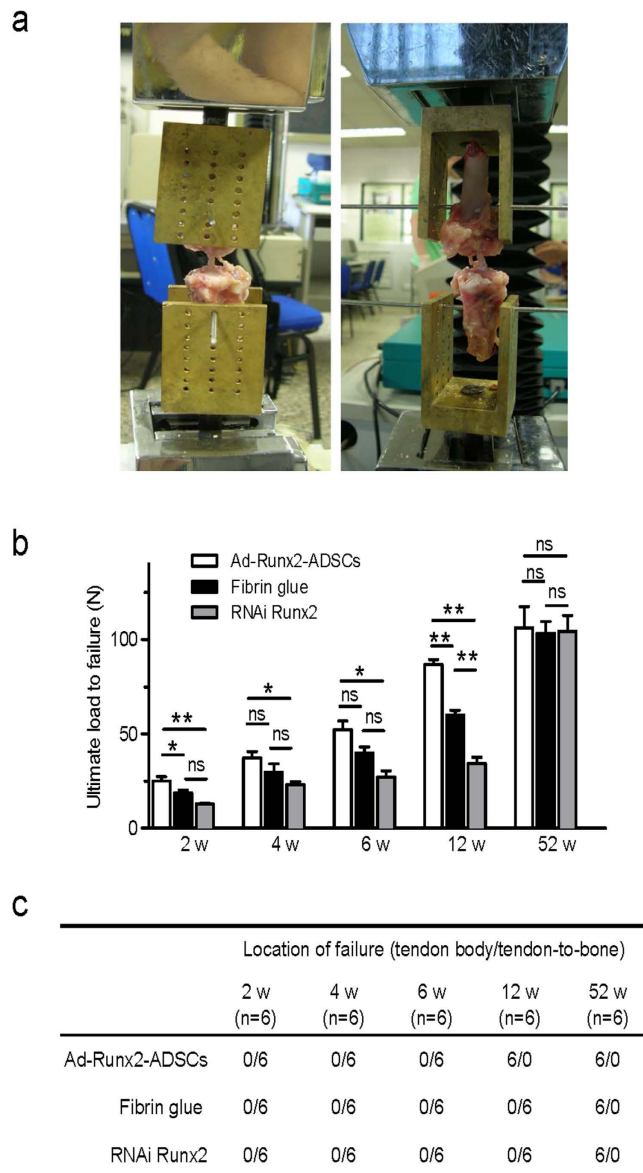 a
b
Ad-Runx2-ADSCs
Fibrin glue
RNAi Runx2
Ultimate load to failure (N)
100
50
0
** * ns
* ns ns
* ns ns
** ** **
ns ns ns
2 w 4 w 6 w 12 w 52 w
c
Location of failure (tendon body/tendon-to-bone)
2 w 4 w 6 w 12 w 52 w
(n=6) (n=6) (n=6) (n=6) (n=6)
Ad-Runx2-ADSCs 0/6 0/6 0/6 6/0 6/0
Fibrin glue 0/6 0/6 0/6 0/6 6/0
RNAi Runx2 0/6 0/6 0/6 0/6 6/0